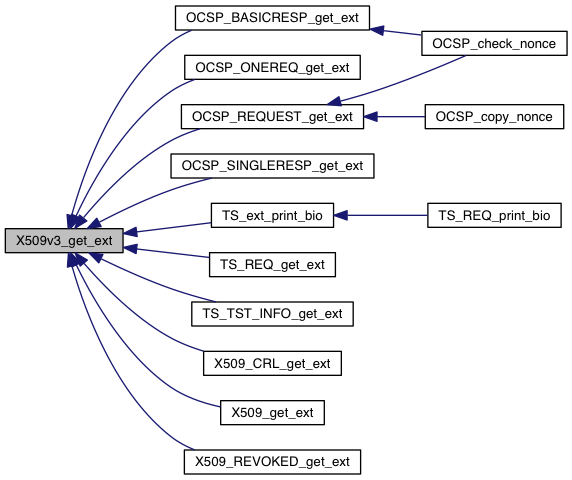 OCSP_BASICRESP_get_ext
OCSP_check_nonce
OCSP_ONEREQ_get_ext
OCSP_REQUEST_get_ext
OCSP_copy_nonce
OCSP_SINGLERESP_get_ext
TS_ext_print_bio
TS_REQ_print_bio
X509v3_get_ext
TS_REQ_get_ext
TS_TST_INFO_get_ext
X509_CRL_get_ext
X509_get_ext
X509_REVOKED_get_ext